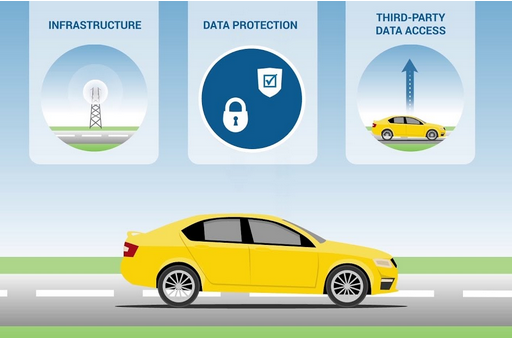 INFRASTRUCTURE
DATA PROTECTION
THIRD-PARTY
DATA ACCESS